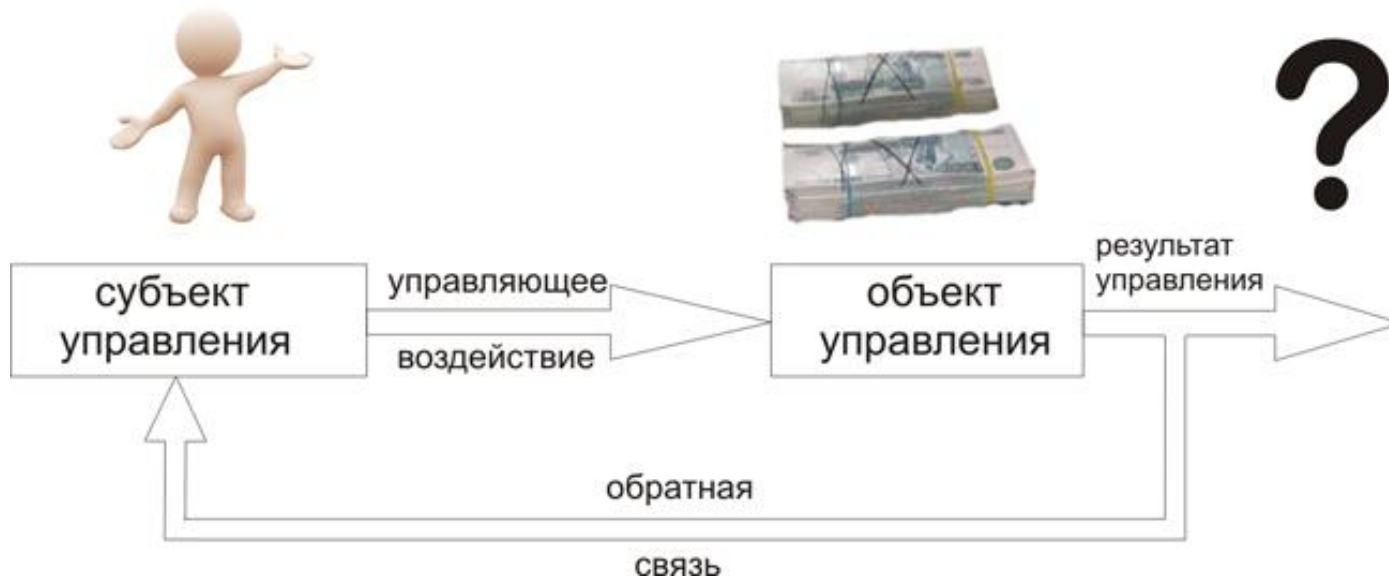 субъект
управления
управляющее
воздействие
объект
управления
результат
управления
?
обратная
связь